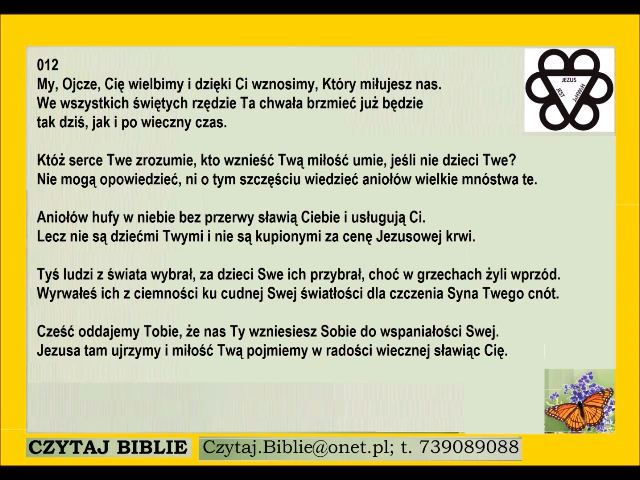 012
My, Ojcze, Cię wielbimy i dzięki Ci wznosimy, Który miłujesz nas.
We wszystkich świętych rzędzie Ta chwała brzmieć już będzie
tak dziś, jak i po wieczny czas.
Któż serce Twe zrozumie, kto wznieść Twą miłość umie, jeśli nie dzieci Twe?
Nie mogą opowiedzieć, ni o tym szczęściu wiedzieć aniołów wielkie mnóstwa te.
Aniołów hufy w niebie bez przerwy sławią Ciebie i usługują Ci.
Lecz nie są dziećmi Twymi i nie są kupionymi za cenę Jezusowej krwi.
Tyś ludzi z świata wybrał, za dzieci Swe ich przybrał, choć w grzechach żyli wprzód.
Wyrwałeś ich z ciemności ku cudnej Swej światłości dla czczenia Syna Twego cnót.
Cześć oddajemy Tobie, że nas Ty wzniesiesz Sobie do wspaniałości Swej.
Jezusa tam ujrzymy i miłość Twą pojmiemy w radości wiecznej sławiąc Cię.
JEZUS
JEST
CZYTAJ BIBLIE
Czytaj.Biblie@onet.pl; t. 739089088